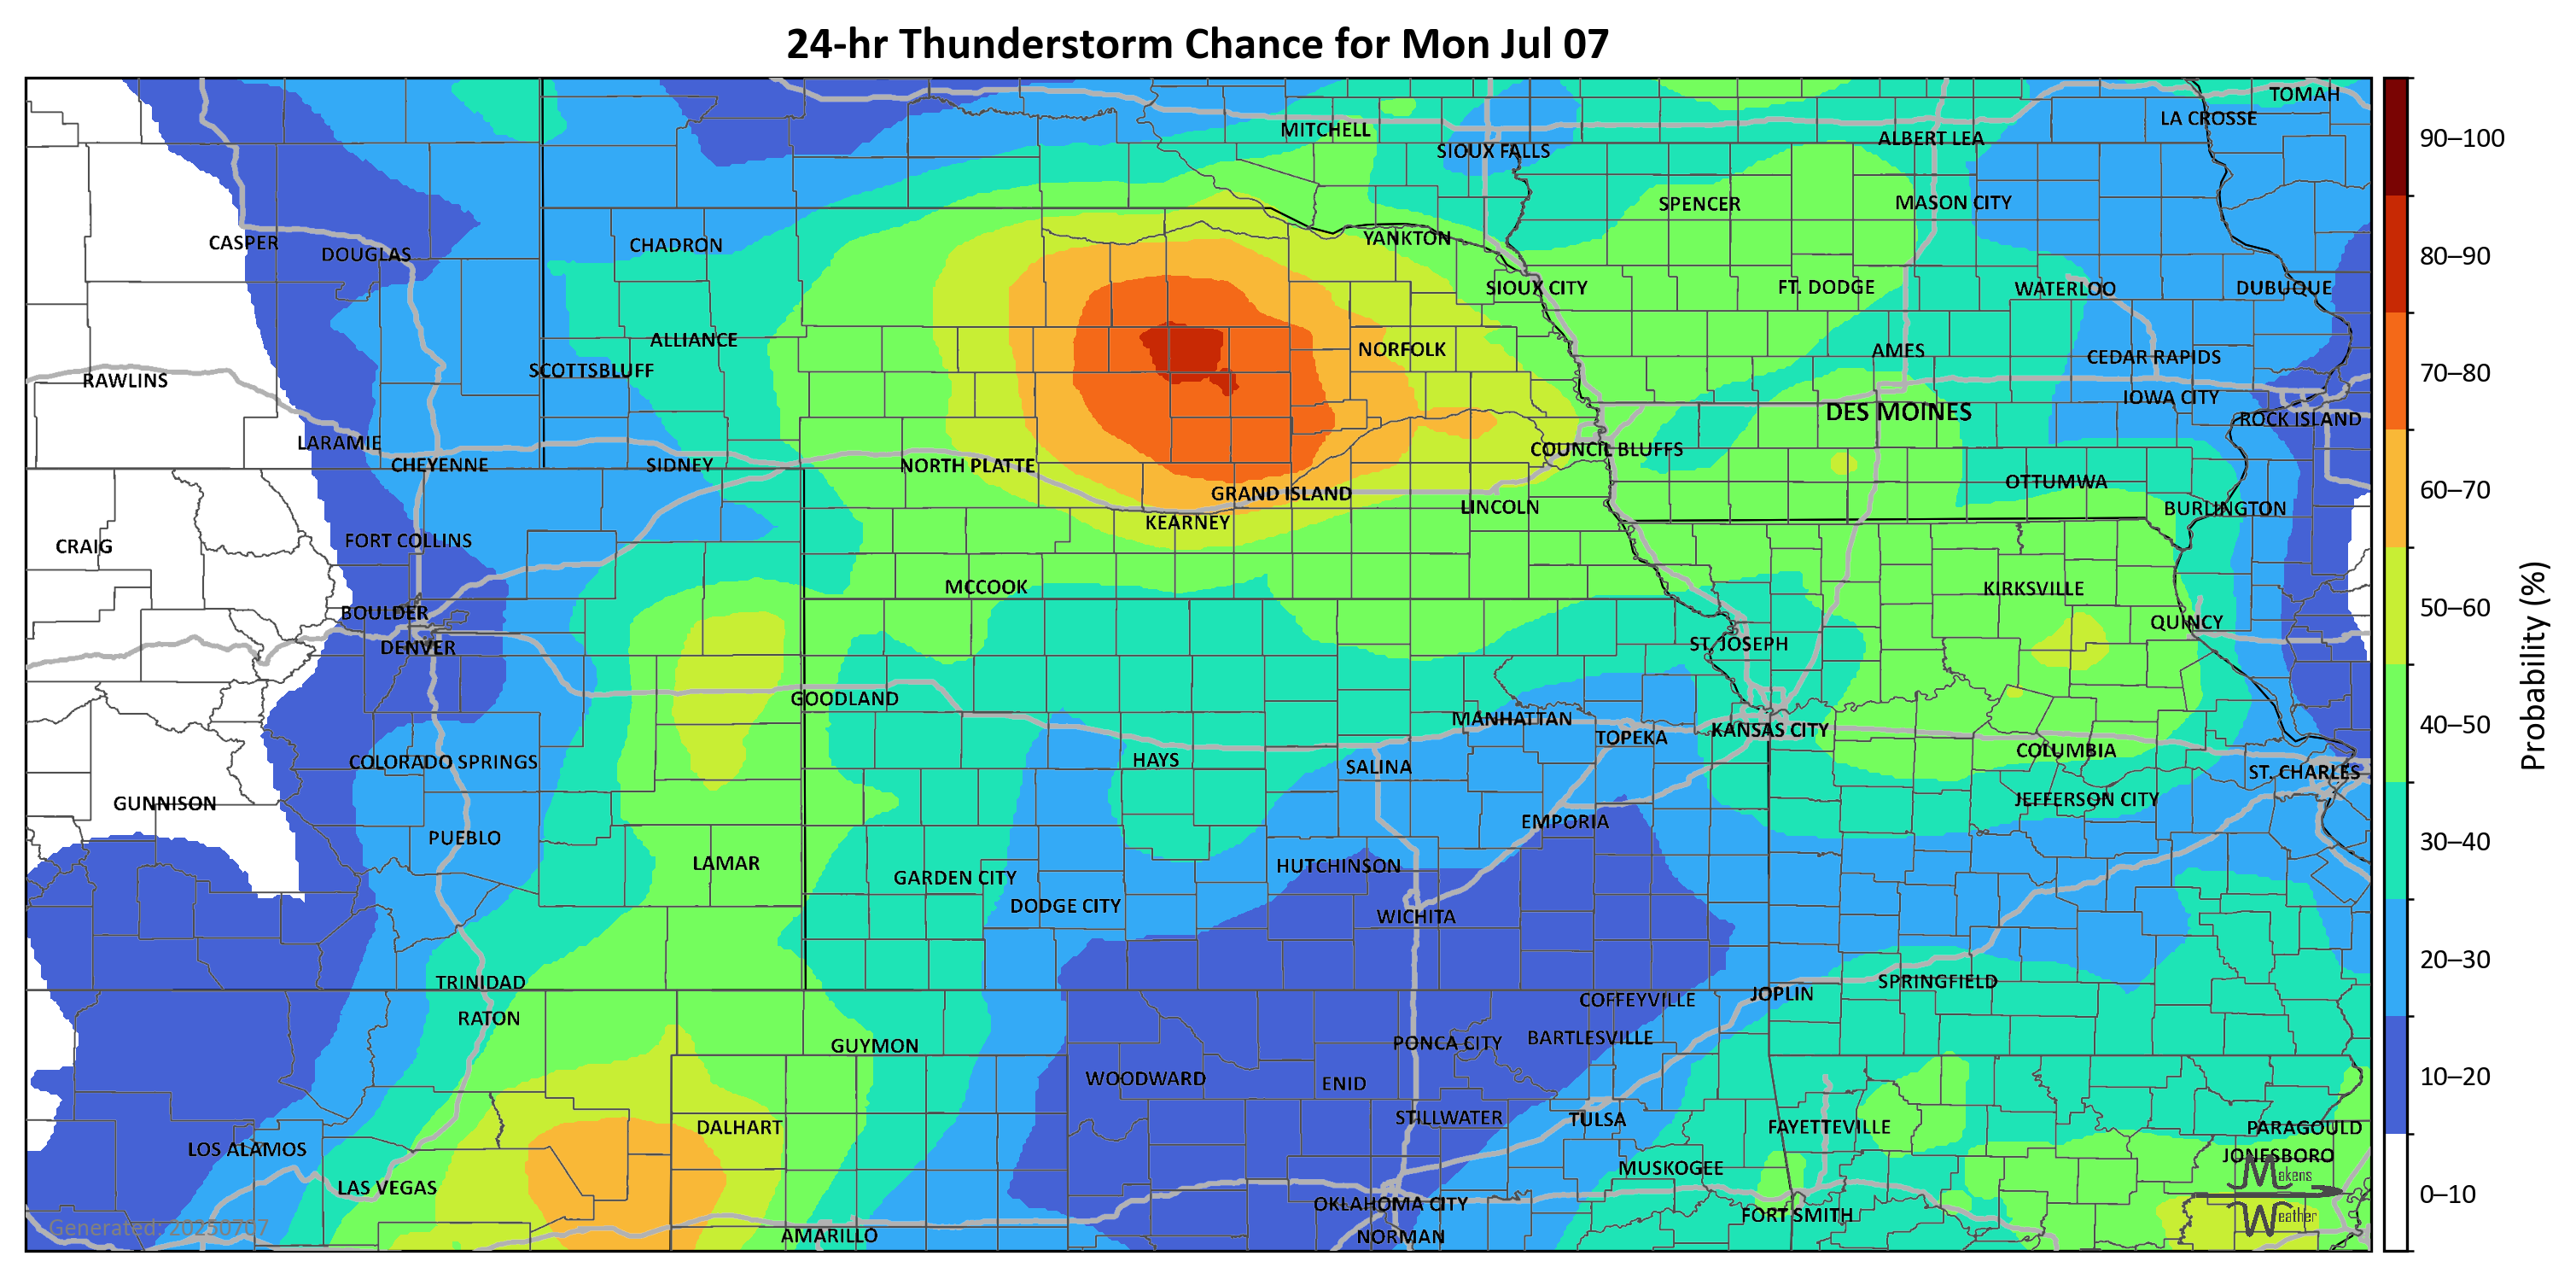 24-hr Thunderstorm Chance for Mon Jul 07
TOMAH
LA CROSSE
MITCHELL
ALBERT LEA
SIOUX FALLS
SPENCER
MASON CITY
CASPER
DOUGLAS
CHADRON
YANKTON
SIOUX CITY
FT. DODGE
WATERLOO
DUBUQUE
ALLIANCE
NORFOLK
AMES
CEDAR RAPIDS
SCOTTSBLUFF
RAWLINS
IOWA CITY
DES MOINES
ROCK ISLAND
LARAMIE
COUNCIL BLUFFS
CHEYENNE
SIDNEY
NORTH PLATTE
OTTUMWA
GRAND ISLAND
LINCOLN
BURLINGTON
KEARNEY
FORT COLLINS
CRAIG
MCCOOK
KIRKSVILLE
BOULDER
QUINCY
DENVER
ST. JOSEPH
GOODLAND
MANHATTAN
KANSAS CITY
TOPEKA
COLUMBIA
COLORADO SPRINGS
HAYS
SALINA
ST. CHARLES
GUNNISON
JEFFERSON CITY
EMPORIA
PUEBLO
LAMAR
HUTCHINSON
GARDEN CITY
DODGE CITY
WICHITA
TRINIDAD
SPRINGFIELD
JOPLIN
COFFEYVILLE
RATON
GUYMON
PONCA CITY
BARTLESVILLE
WOODWARD
ENID
STILLWATER
TULSA
DALHART
FAYETTEVILLE
PARAGOULD
LOS ALAMOS
JONESBORO
MUSKOGEE
LAS VEGAS
OKLAHOMA CITY
FORT SMITH
AMARILLO
NORMAN
Generated: 20250707
Makens
Weather
90–100
80–90
70–80
60–70
50–60
40–50
30–40
20–30
10–20
0–10
Probability (%)